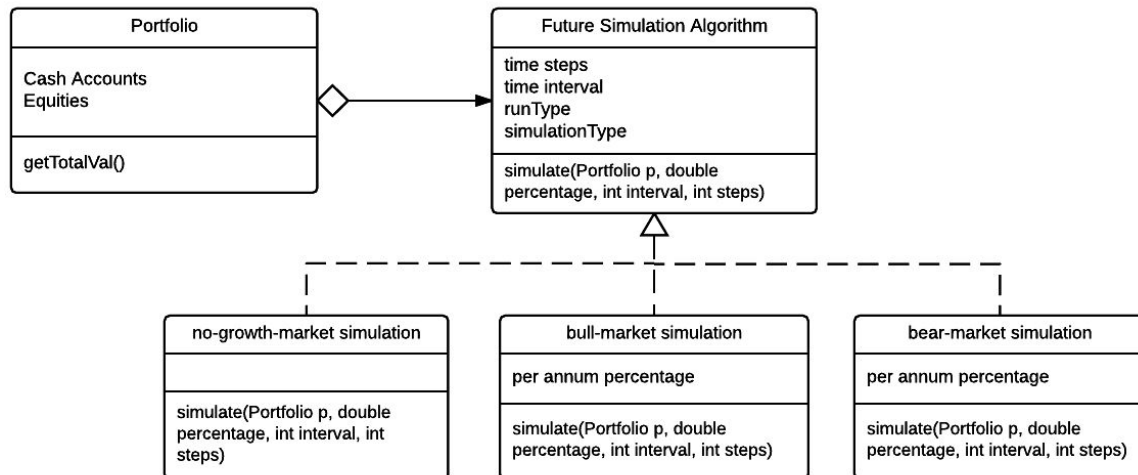 Portfolio
Cash Accounts
Equities
getTotalVal()
Future Simulation Algorithm
time steps
time interval
runType
simulationType
simulate(Portfolio p, double
percentage, int interval, int steps)
no-growth-market simulation
simulate(Portfolio p, double
percentage, int interval, int
steps)
bull-market simulation
per annum percentage
simulate(Portfolio p, double
percentage, int interval, int steps)
bear-market simulation
per annum percentage
simulate(Portfolio p, double
percentage, int interval, int steps)